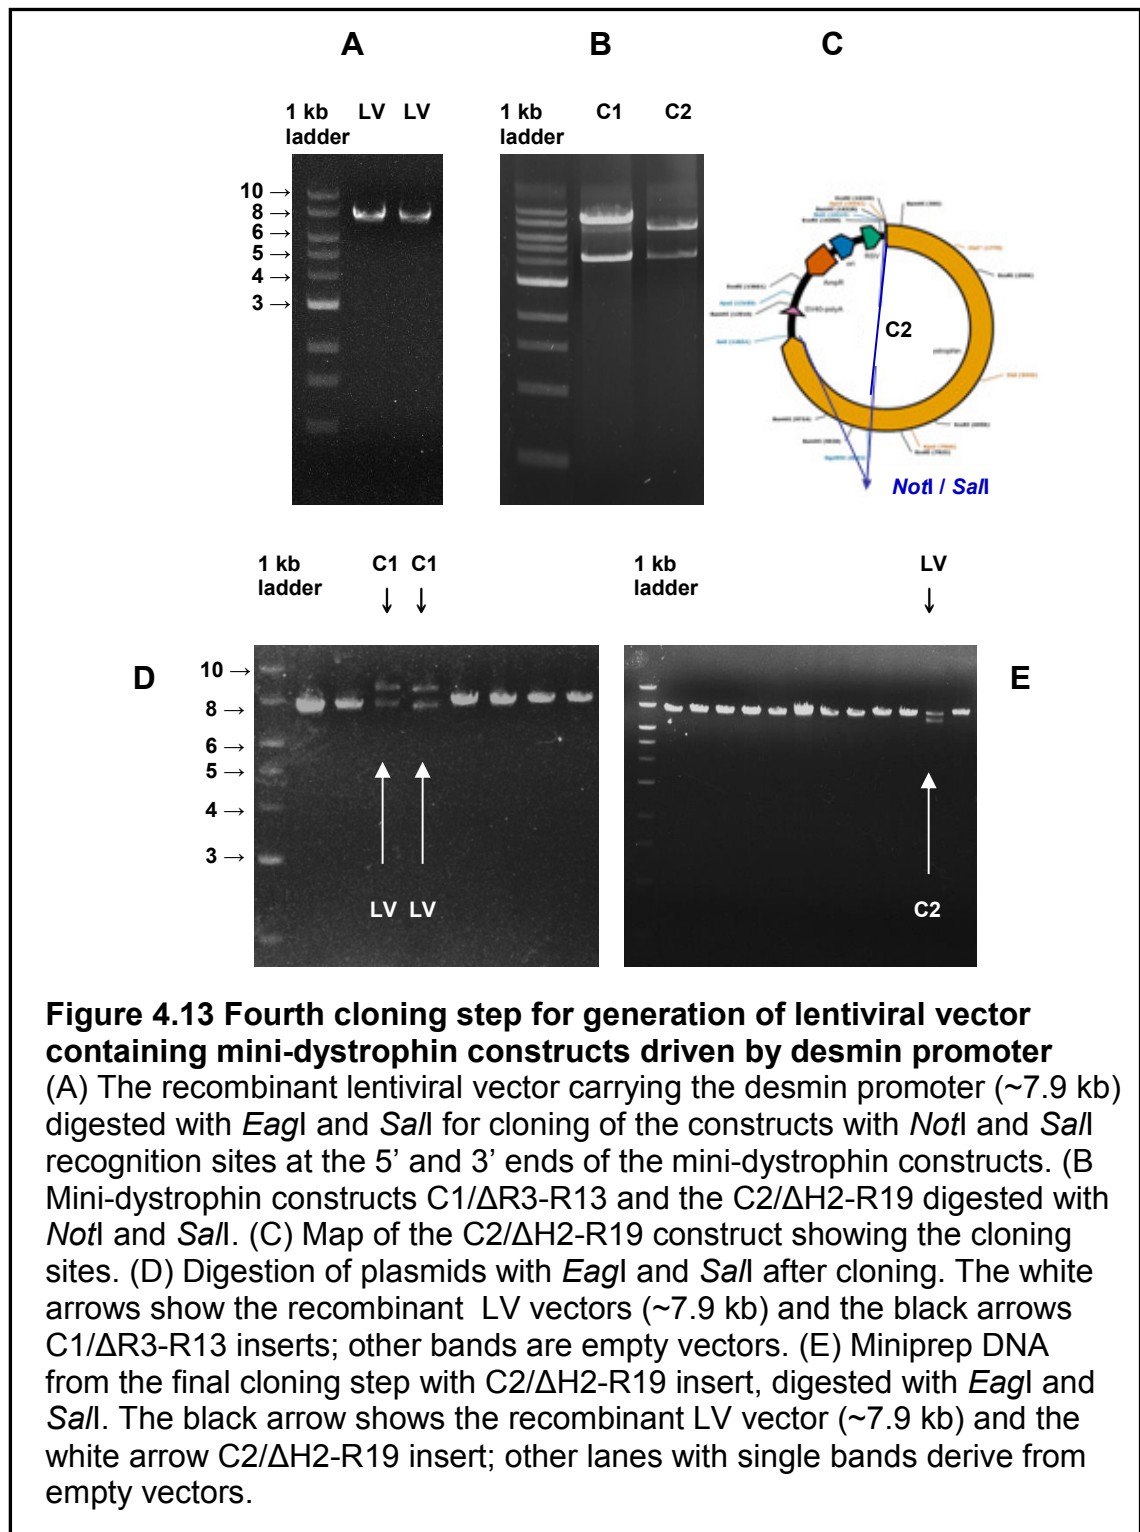 A
B
C
1 kb LV LV
ladder
1 kb C1 C2
ladder
10 →
8 →
6 →
5 →
4 →
3 →
AmpR
ori
RSV
SV40-polyA
C2
NotI / SalI
1 kb C1 C1
ladder ↓ ↓
1 kb LV
ladder ↓
D
10 →
8 →
6 →
5 →
4 →
3 →
LV LV
E
C2
Figure 4.13 Fourth cloning step for generation of lentiviral vector
containing mini-dystrophin constructs driven by desmin promoter
(A) The recombinant lentiviral vector carrying the desmin promoter (~7.9 kb)
digested with EagI and SalI for cloning of the constructs with NotI and SalI
recognition sites at the 5’ and 3’ ends of the mini-dystrophin constructs. (B
Mini-dystrophin constructs C1/ΔR3-R13 and the C2/ΔH2-R19 digested with
NotI and SalI. (C) Map of the C2/ΔH2-R19 construct showing the cloning
sites. (D) Digestion of plasmids with EagI and SalI after cloning. The white
arrows show the recombinant LV vectors (~7.9 kb) and the black arrows
C1/ΔR3-R13 inserts; other bands are empty vectors. (E) Miniprep DNA
from the final cloning step with C2/ΔH2-R19 insert, digested with EagI and
SalI. The black arrow shows the recombinant LV vector (~7.9 kb) and the
white arrow C2/ΔH2-R19 insert; other lanes with single bands derive from
empty vectors.